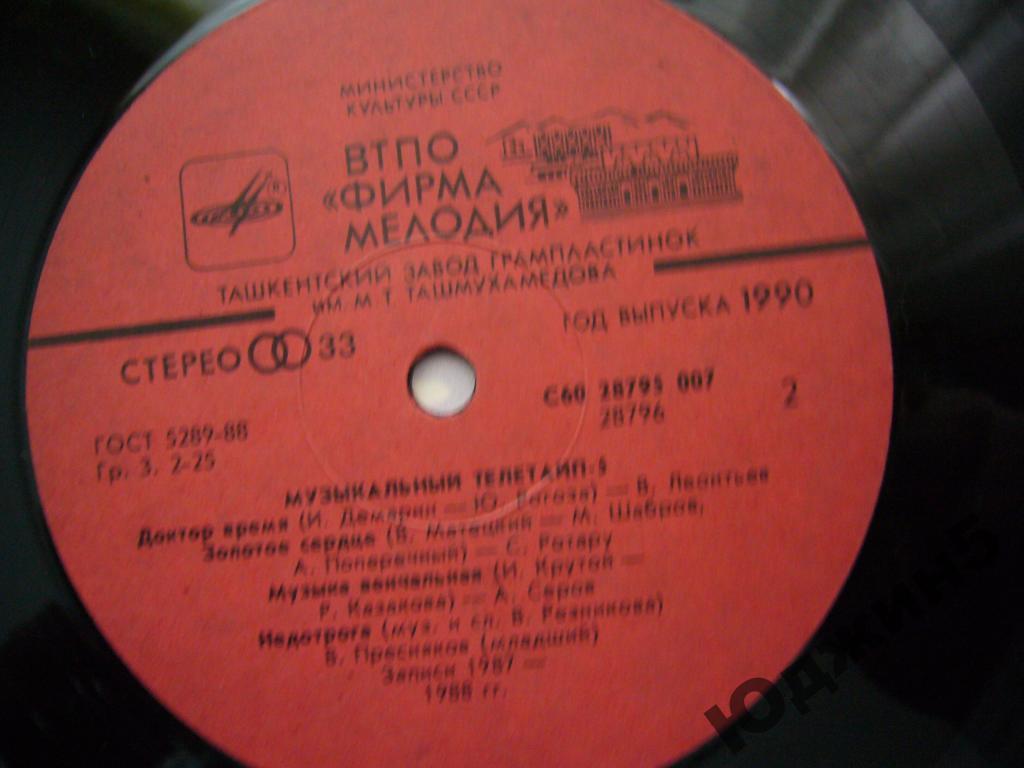 МИНИСТЕРСТВО
КУЛЬТУРЫ СССР
ВТПО
«ФИРМА
МЕЛОДИЯ»
ТАШКЕНТСКИЙ ЗАВОД ГРАМПЛАСТИНОК
ИМ. М. Т. ТАШМУХАМЕДОВА
СТЕРЕО 33
ГОД ВЫПУСКА 1990
С60 28795 007
28796
2
ГОСТ 5289-88
Гр. 3. 2-25
МУЗЫКАЛЬНЫЙ ТЕЛЕТАЙП-5
Доктор время (И. Демарин — Ю. Рогоза) — В. Леонтьев
Золотое сердце (В. Матецкий — М. Шабров,
А. Поперечный) — С. Ротару
Музыка венчальная (И. Крутой —
Р. Казакова) — А. Серов
Недотрога (муз. и сл. В. Резникова)
В. Пресняков (младший)
Записи 1987 —
1988 гг.
Юджин5